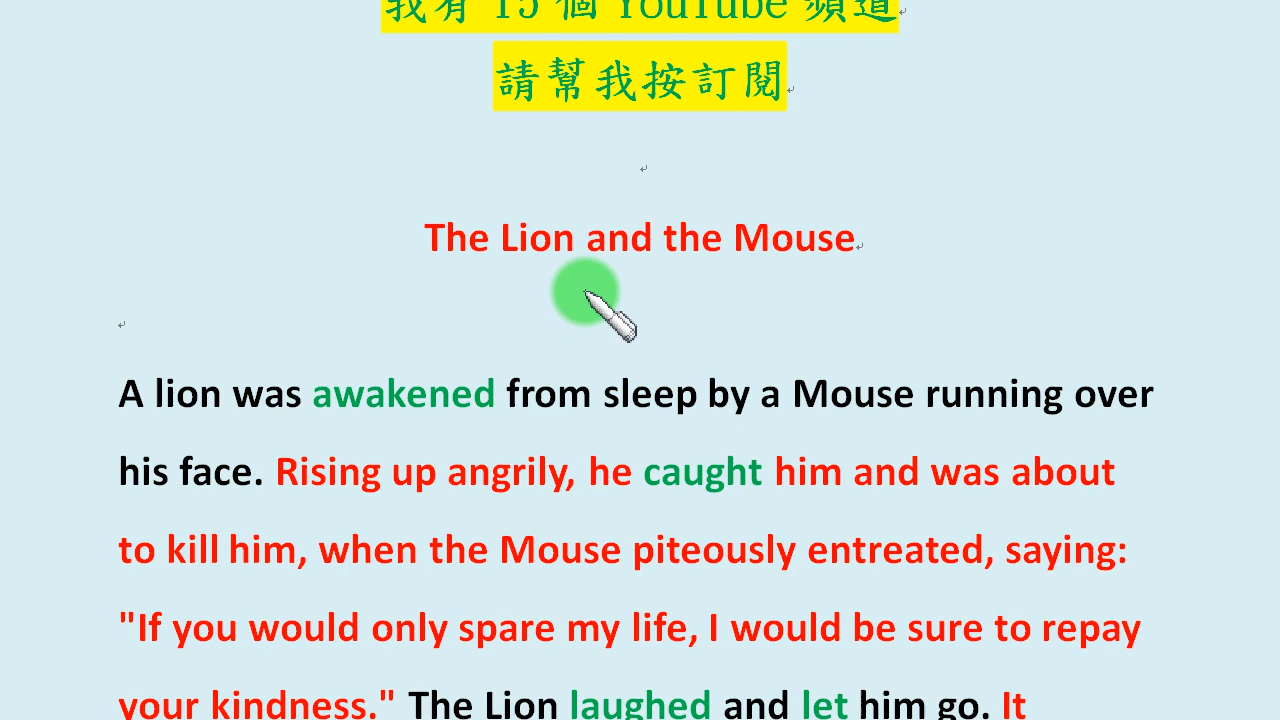 我有 15 個 YouTube 頻道
請幫我按訂閱
The Lion and the Mouse
A lion was awakened from sleep by a Mouse running over
his face. Rising up angrily, he caught him and was about
to kill him, when the Mouse piteously entreated, saying:
"If you would only spare my life, I would be sure to repay
your kindness." The Lion laughed and let him go. It